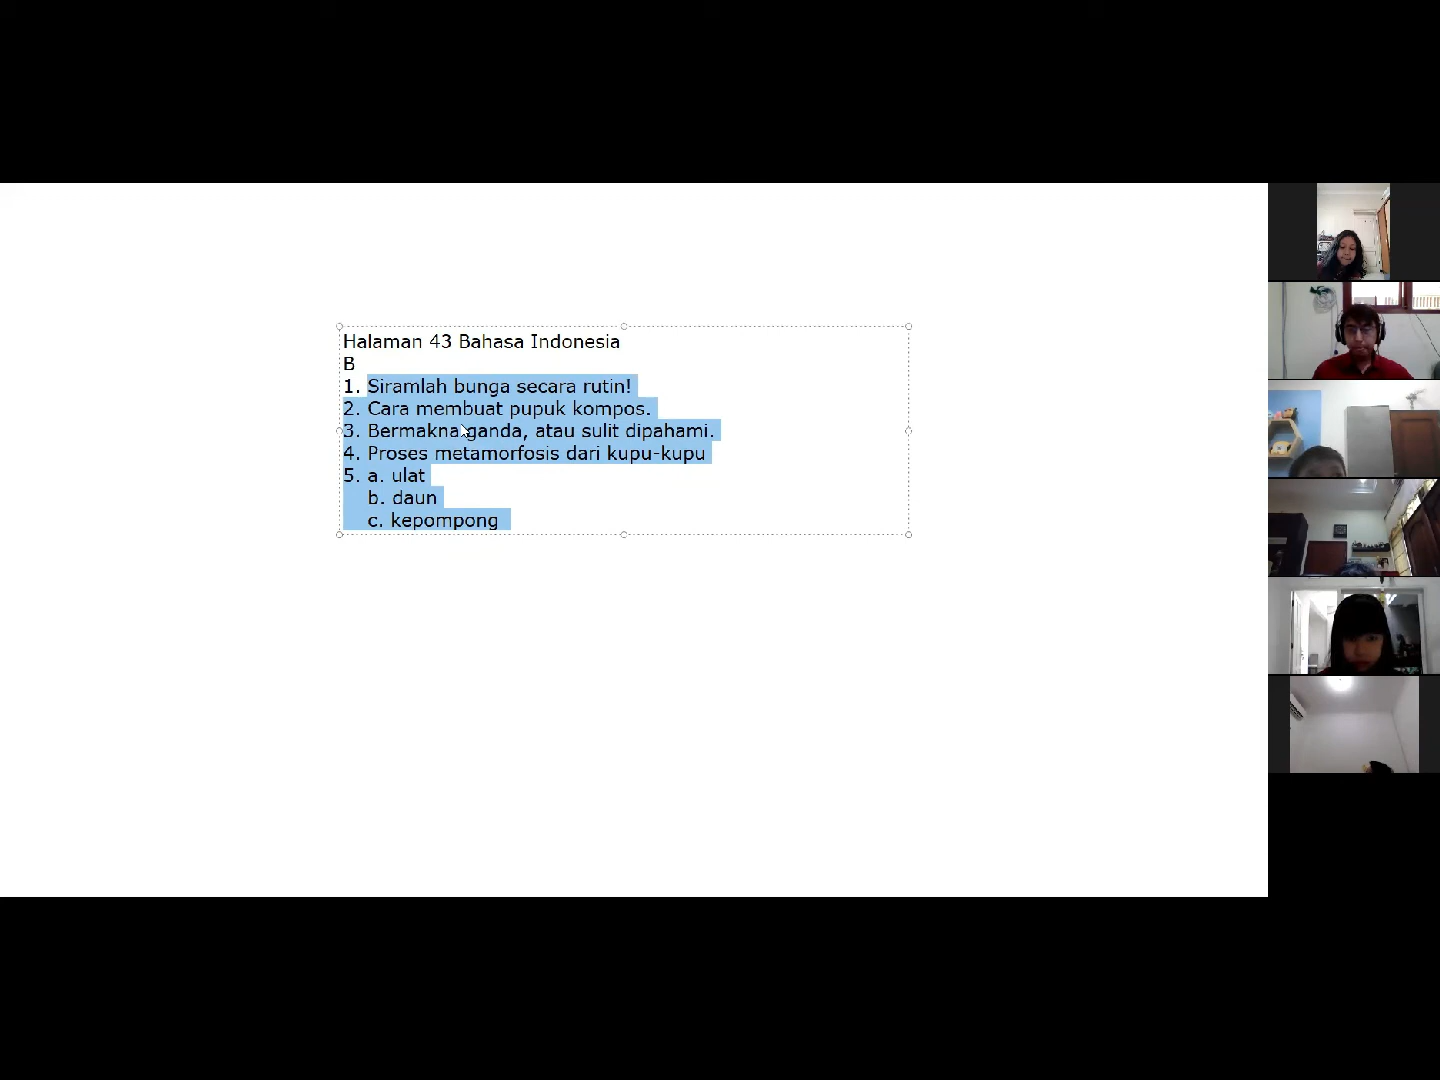 Halaman 43 Bahasa Indonesia
B
1. Siramlah bunga secara rutin!
2. Cara membuat pupuk kompos.
3. Bermakna ganda, atau sulit dipahami.
4. Proses metamorfosis dari kupu-kupu
5. a. ulat
b. daun
c. kepompong